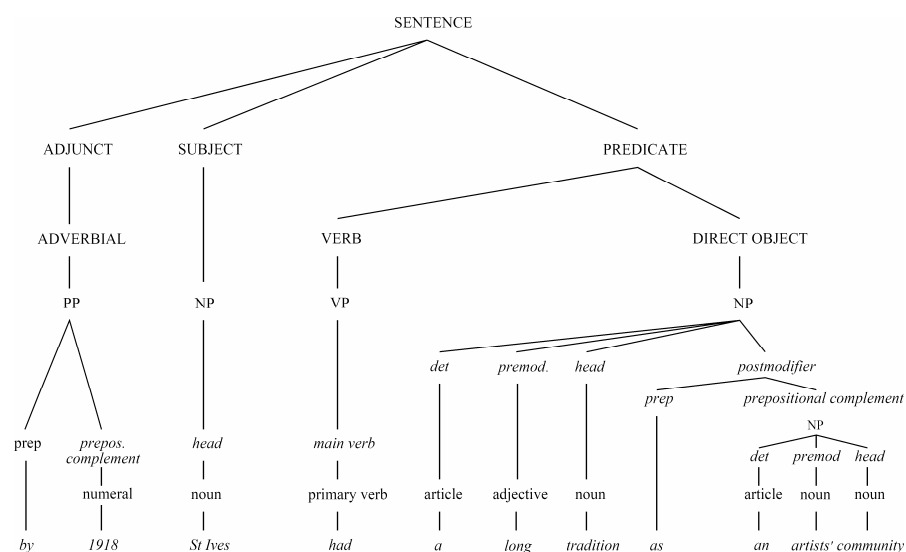 SENTENCE
ADJUNCT SUBJECT PREDICATE
ADVERBIAL VERB DIRECT OBJECT
PP NP VP NP
det premod. head postmodifier
prep prepositional complement
NP
prep prepos. head main verb det premod head
complement
numeral noun primary verb article adjective noun article noun noun
by 1918 St Ives had a long tradition as an artists' community